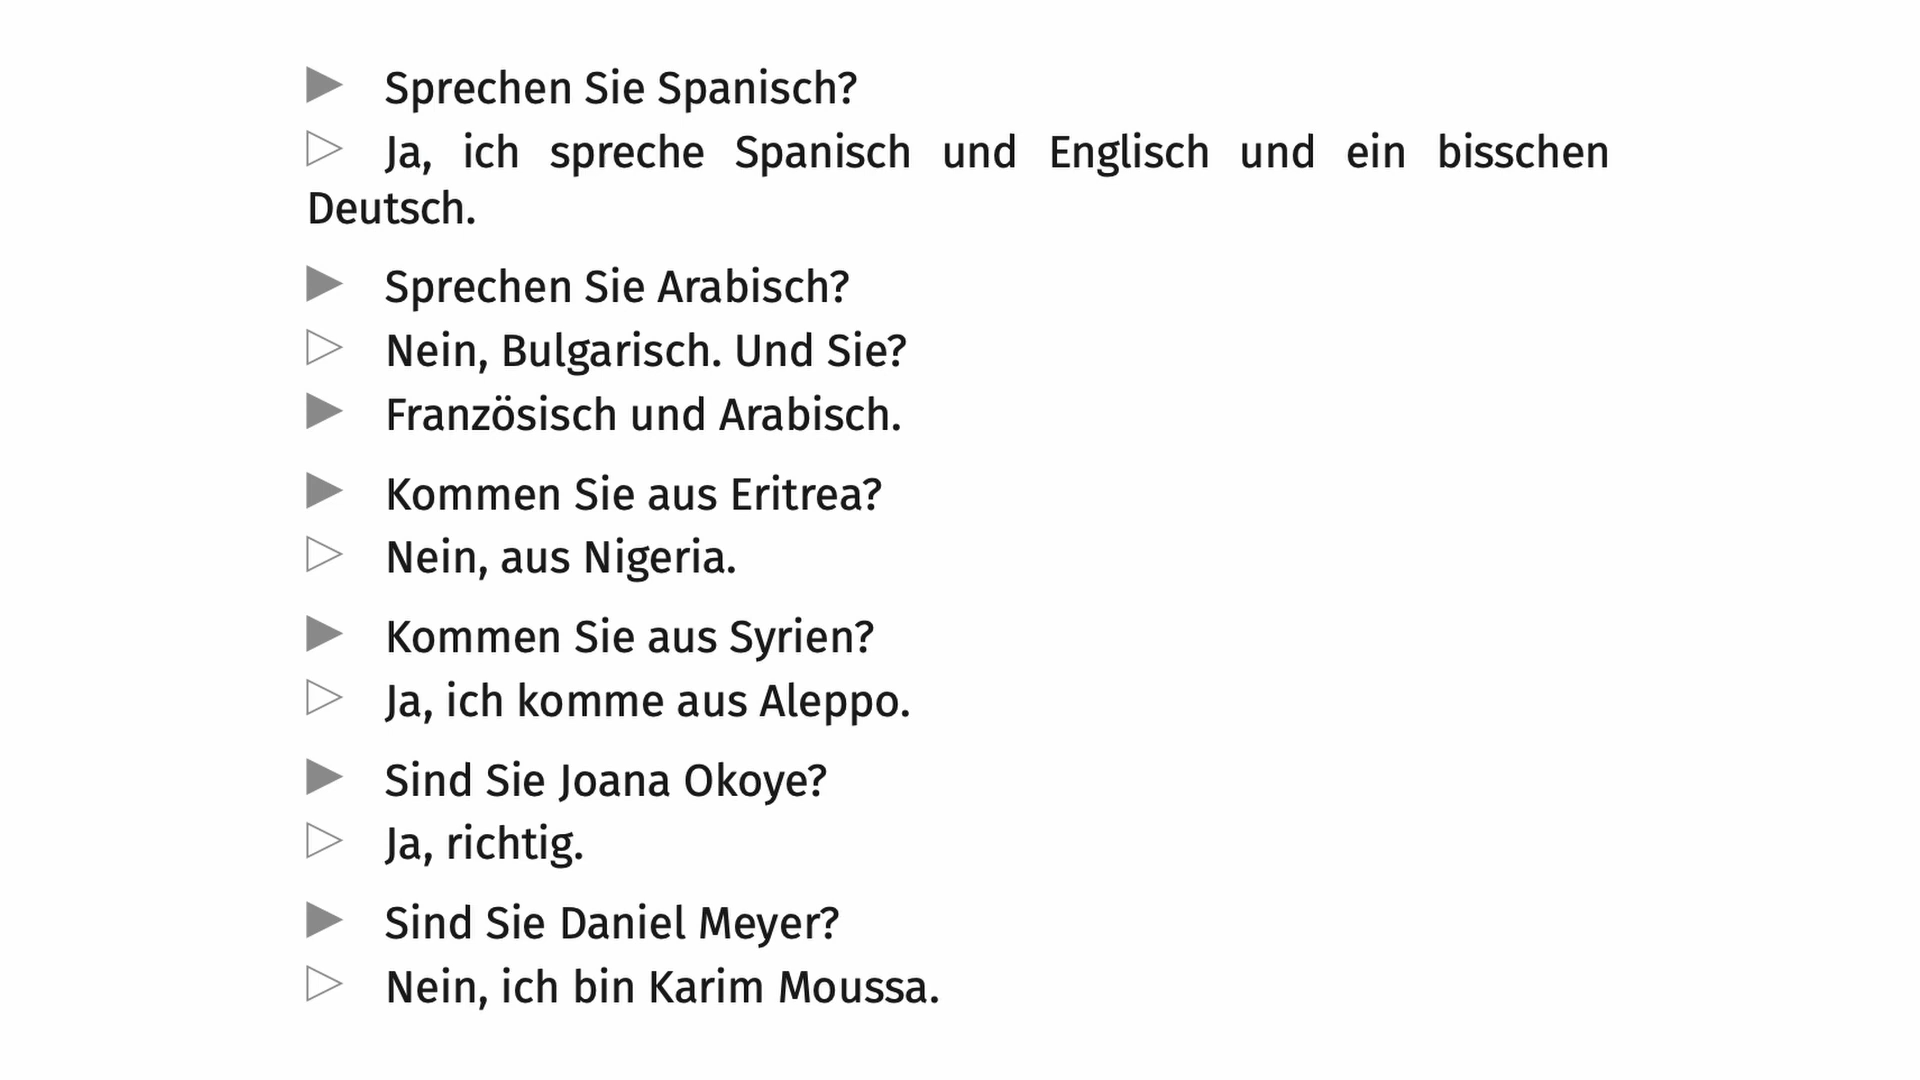 Sprechen Sie Spanisch?
Ja, ich spreche Spanisch und Englisch und ein bisschen
Deutsch.
Sprechen Sie Arabisch?
Nein, Bulgarisch. Und Sie?
Französisch und Arabisch.
Kommen Sie aus Eritrea?
Nein, aus Nigeria.
Kommen Sie aus Syrien?
Ja, ich komme aus Aleppo.
Sind Sie Joana Okoye?
Ja, richtig.
Sind Sie Daniel Meyer?
Nein, ich bin Karim Moussa.